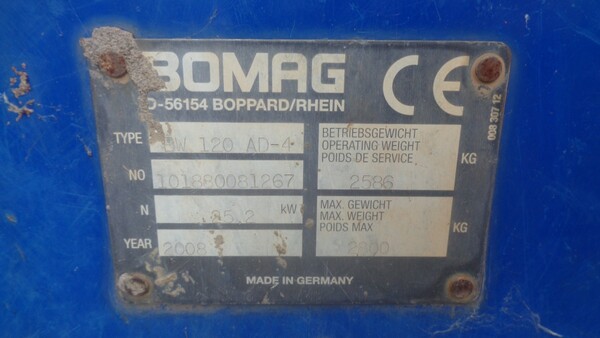 BOMAG
D-56154 BOPPARD/RHEIN
CE
008 307 12
TYPE BW 120 AD-4
NO 101880081267
N kW
YEAR 2008
BETRIEBSGEWICHT
OPERATING WEIGHT
POIDS DE SERVICE
KG
2586
MAX. GEWICHT
MAX. WEIGHT
POIDS MAX
KG
MADE IN GERMANY